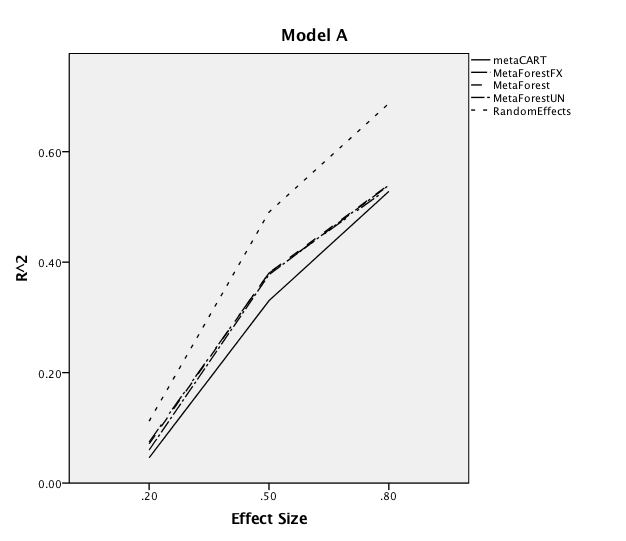 Model A
metaCART
MetaForestFX
MetaForest
MetaForestUN
RandomEffects
0.60
0.40
0.20
0.00
R^2
.20 .50 .80
Effect Size